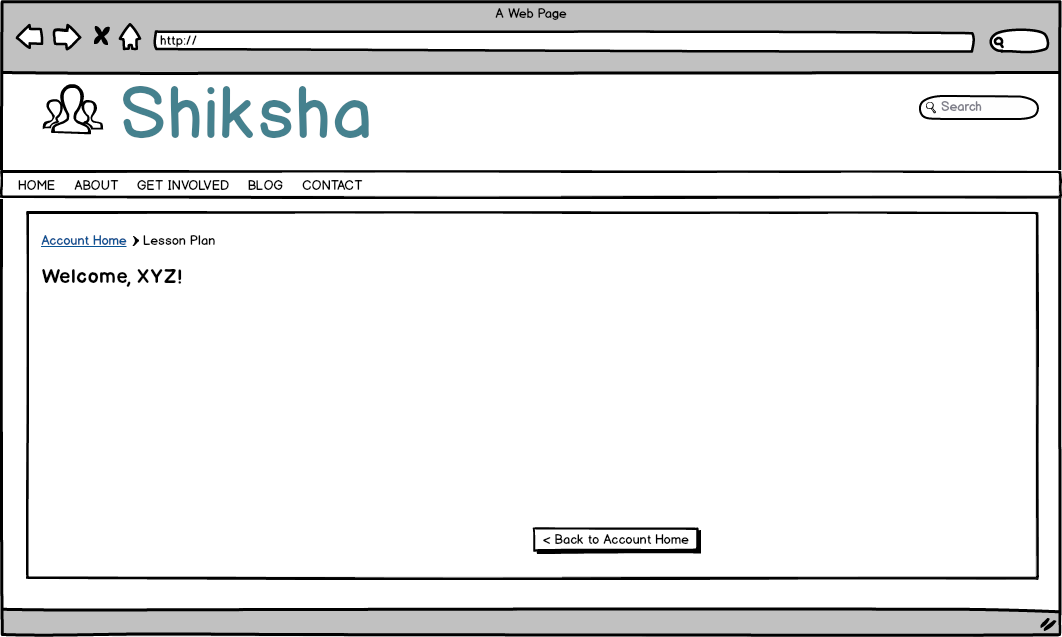 A Web Page
http://
Shiksha
Search
HOME ABOUT GET INVOLVED BLOG CONTACT
Account Home Lesson Plan
Welcome, XYZ!
< Back to Account Home